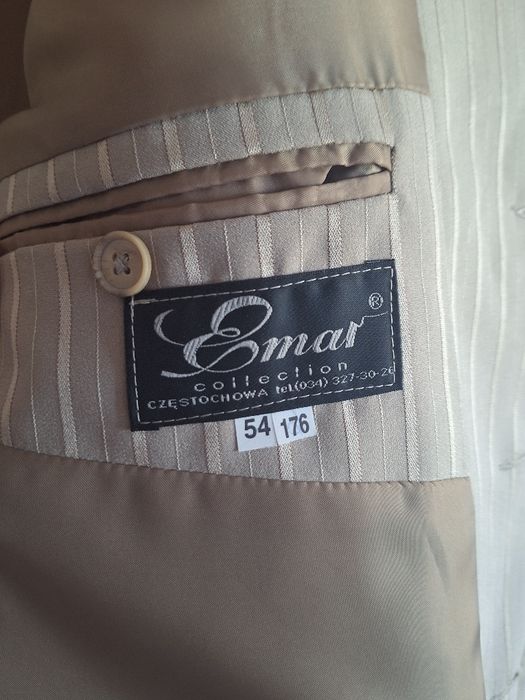 Emar ®
collection
CZĘSTOCHOWA tel.(034) 327-30-26
54 176